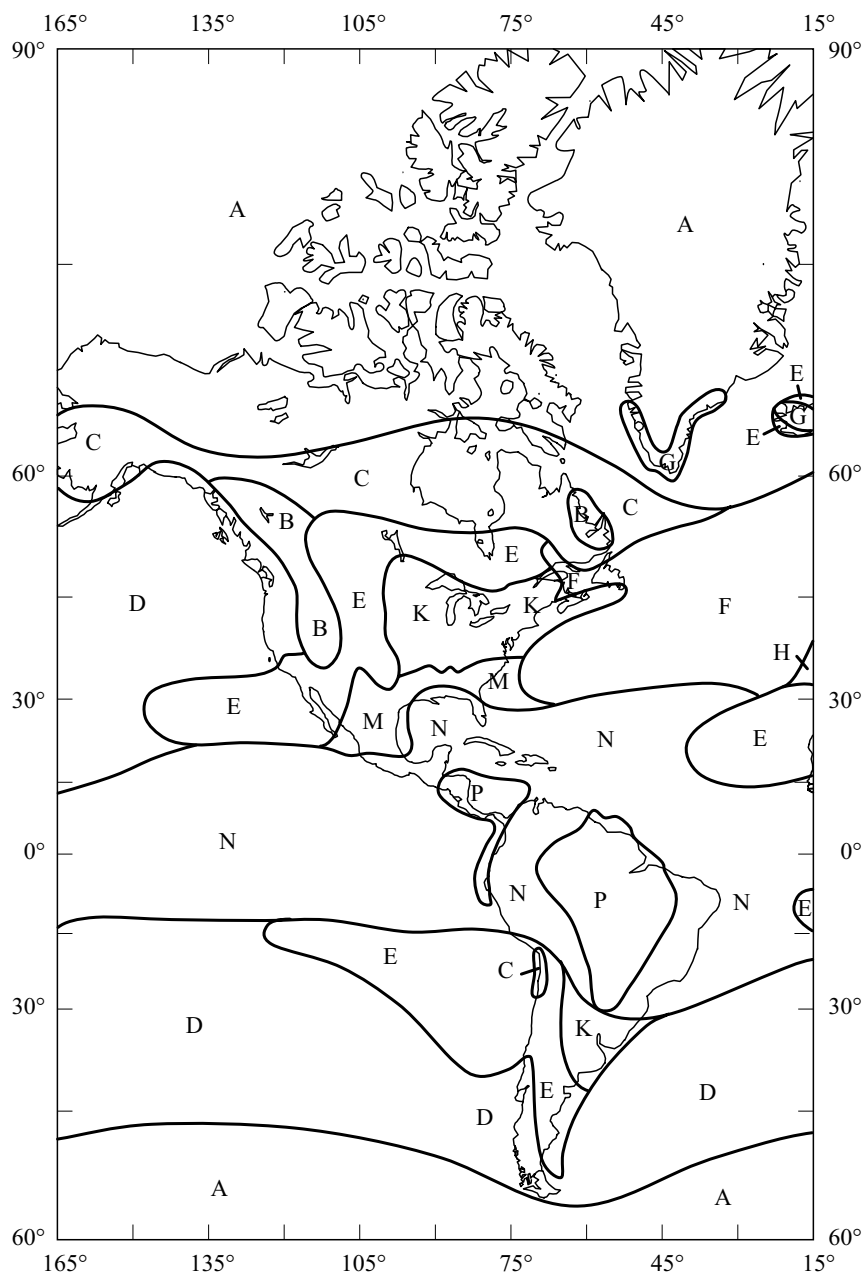 165° 135° 105° 75° 45° 15°
90° 90°
A
A
E
G
C E
G
60° C 60°
C
B B
E
F
D E K K F
B
H
M
30° 30°
E M N N E
P
N
0° 0°
N P N E
E
C
30° 30°
D K
E D
D
A A
60° 60°
165° 135° 105° 75° 45° 15°